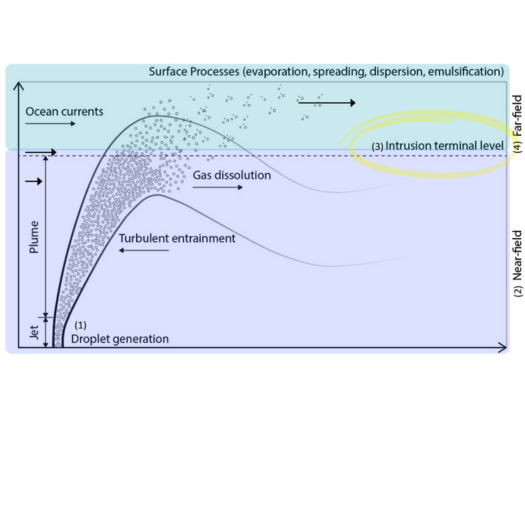 Surface Processes (evaporation, spreading, dispersion, emulsification)
Ocean currents
(3) Intrusion terminal level
(4) Far-field
Gas dissolution
Plume
Turbulent entrainment
(2) Near-field
Jet
(1)
Droplet generation